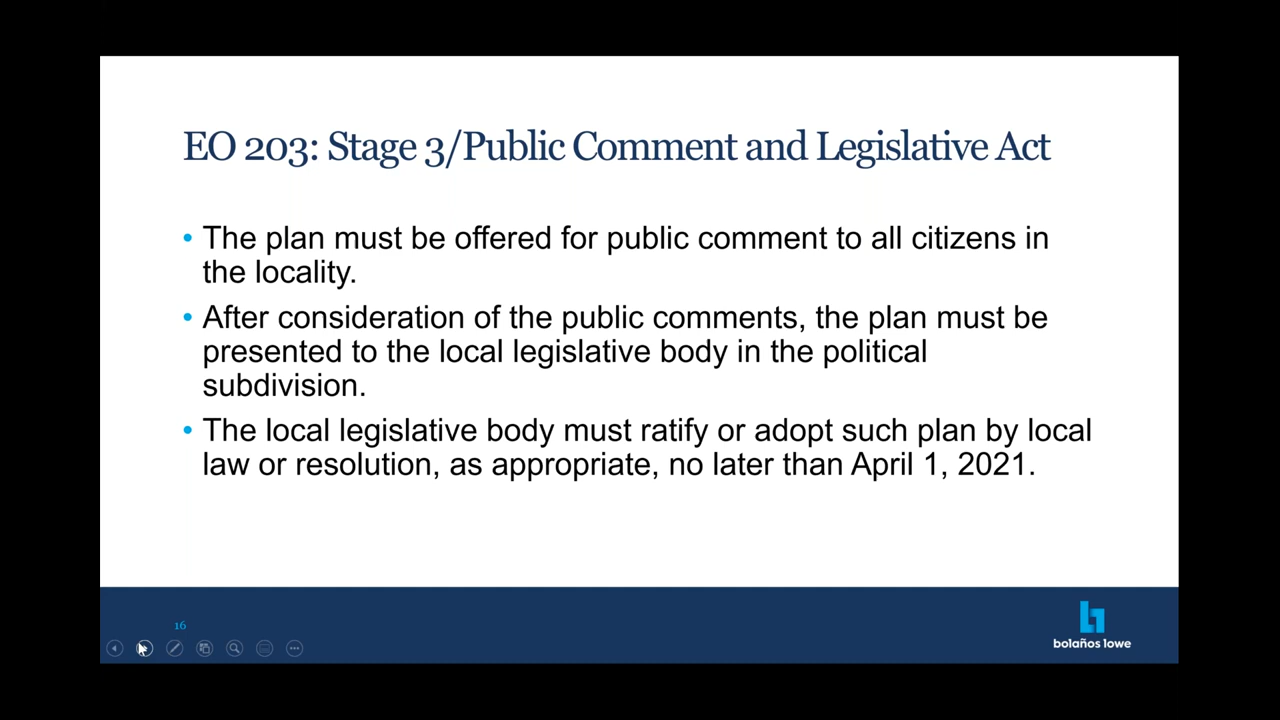 EO 203: Stage 3/Public Comment and Legislative Act
• The plan must be offered for public comment to all citizens in
the locality.
• After consideration of the public comments, the plan must be
presented to the local legislative body in the political
subdivision.
• The local legislative body must ratify or adopt such plan by local
law or resolution, as appropriate, no later than April 1, 2021.
16
bolaños lowe